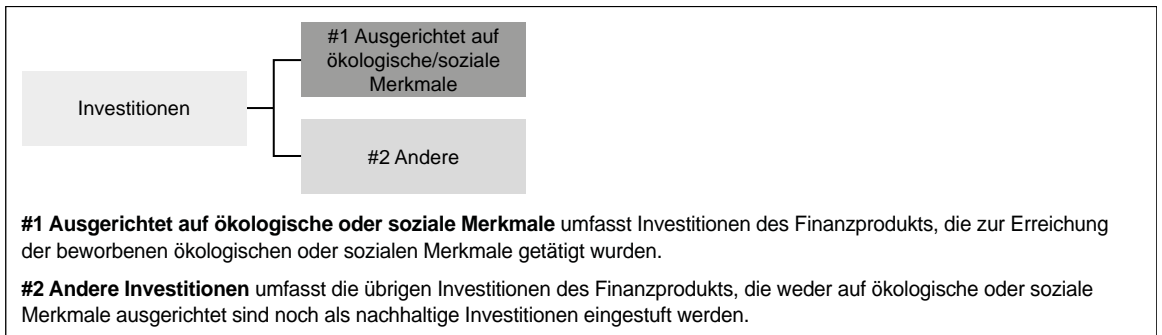 #1 Ausgerichtet auf
ökologische/soziale
Merkmale
Investitionen
#2 Andere
#1 Ausgerichtet auf ökologische oder soziale Merkmale umfasst Investitionen des Finanzprodukts, die zur Erreichung
der beworbenen ökologischen oder sozialen Merkmale getätigt wurden.
#2 Andere Investitionen umfasst die übrigen Investitionen des Finanzprodukts, die weder auf ökologische oder soziale
Merkmale ausgerichtet sind noch als nachhaltige Investitionen eingestuft werden.